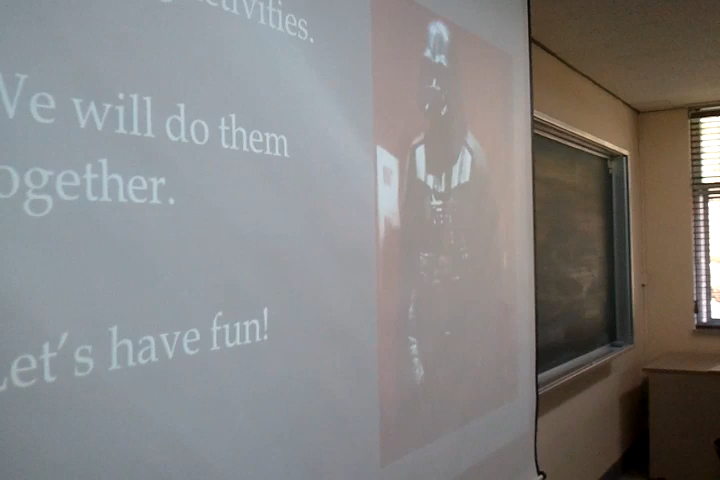 activities.
We will do them
together.
Let's have fun!